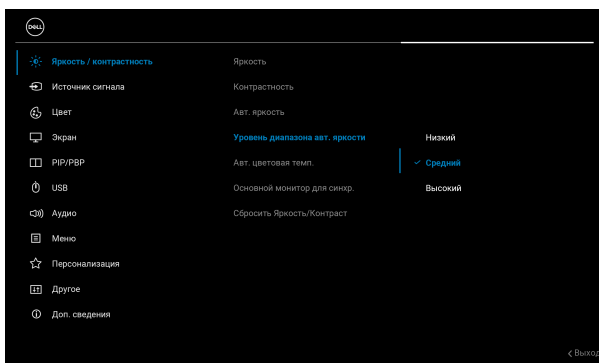 DELL
Яркость / контрастность
Яркость
Источник сигнала
Контрастность
Цвет
Авт. яркость
Экран
Уровень диапазона авт. яркости
Низкий
PIP/PBP
Авт. цветовая темп.
Средний
USB
Основной монитор для синхр.
Высокий
Аудио
Сбросить Яркость/Контраст
Меню
Персонализация
Другое
Доп. сведения
Выход